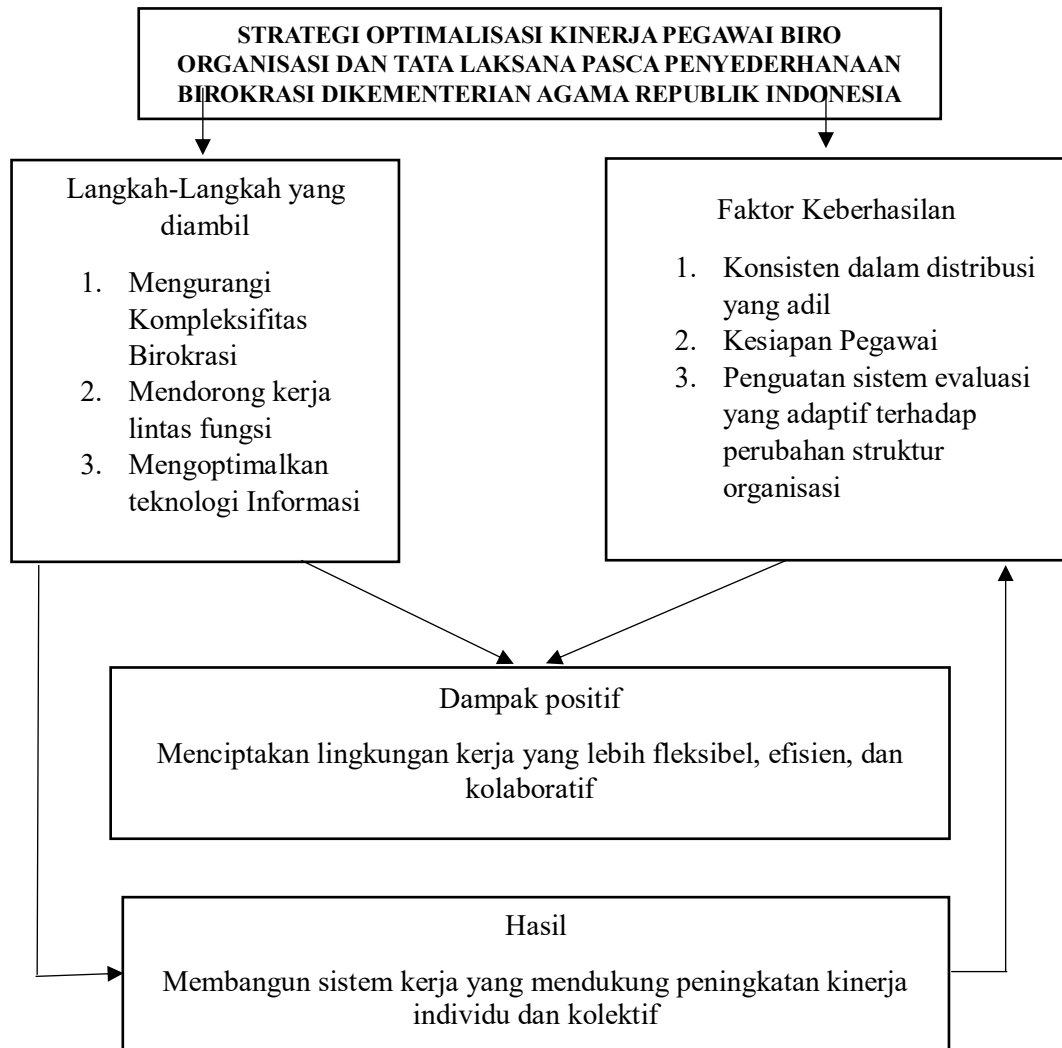 STRATEGI OPTIMALISASI KINERJA PEGAWAI BIRO
ORGANISASI DAN TATA LAKSANA PASCA PENYEDERHANAAN
BIROKRASI DIKEMENTERIAN AGAMA REPUBLIK INDONESIA
Langkah-Langkah yang
diambil
1. Mengurangi
Kompleksifitas
Birokrasi
2. Mendorong kerja
lintas fungsi
3. Mengoptimalkan
teknologi Informasi
Faktor Keberhasilan
1. Konsisten dalam distribusi
yang adil
2. Kesiapan Pegawai
3. Penguatan sistem evaluasi
yang adaptif terhadap
perubahan struktur
organisasi
Dampak positif
Menciptakan lingkungan kerja yang lebih fleksibel, efisien, dan
kolaboratif
Hasil
Membangun sistem kerja yang mendukung peningkatan kinerja
individu dan kolektif